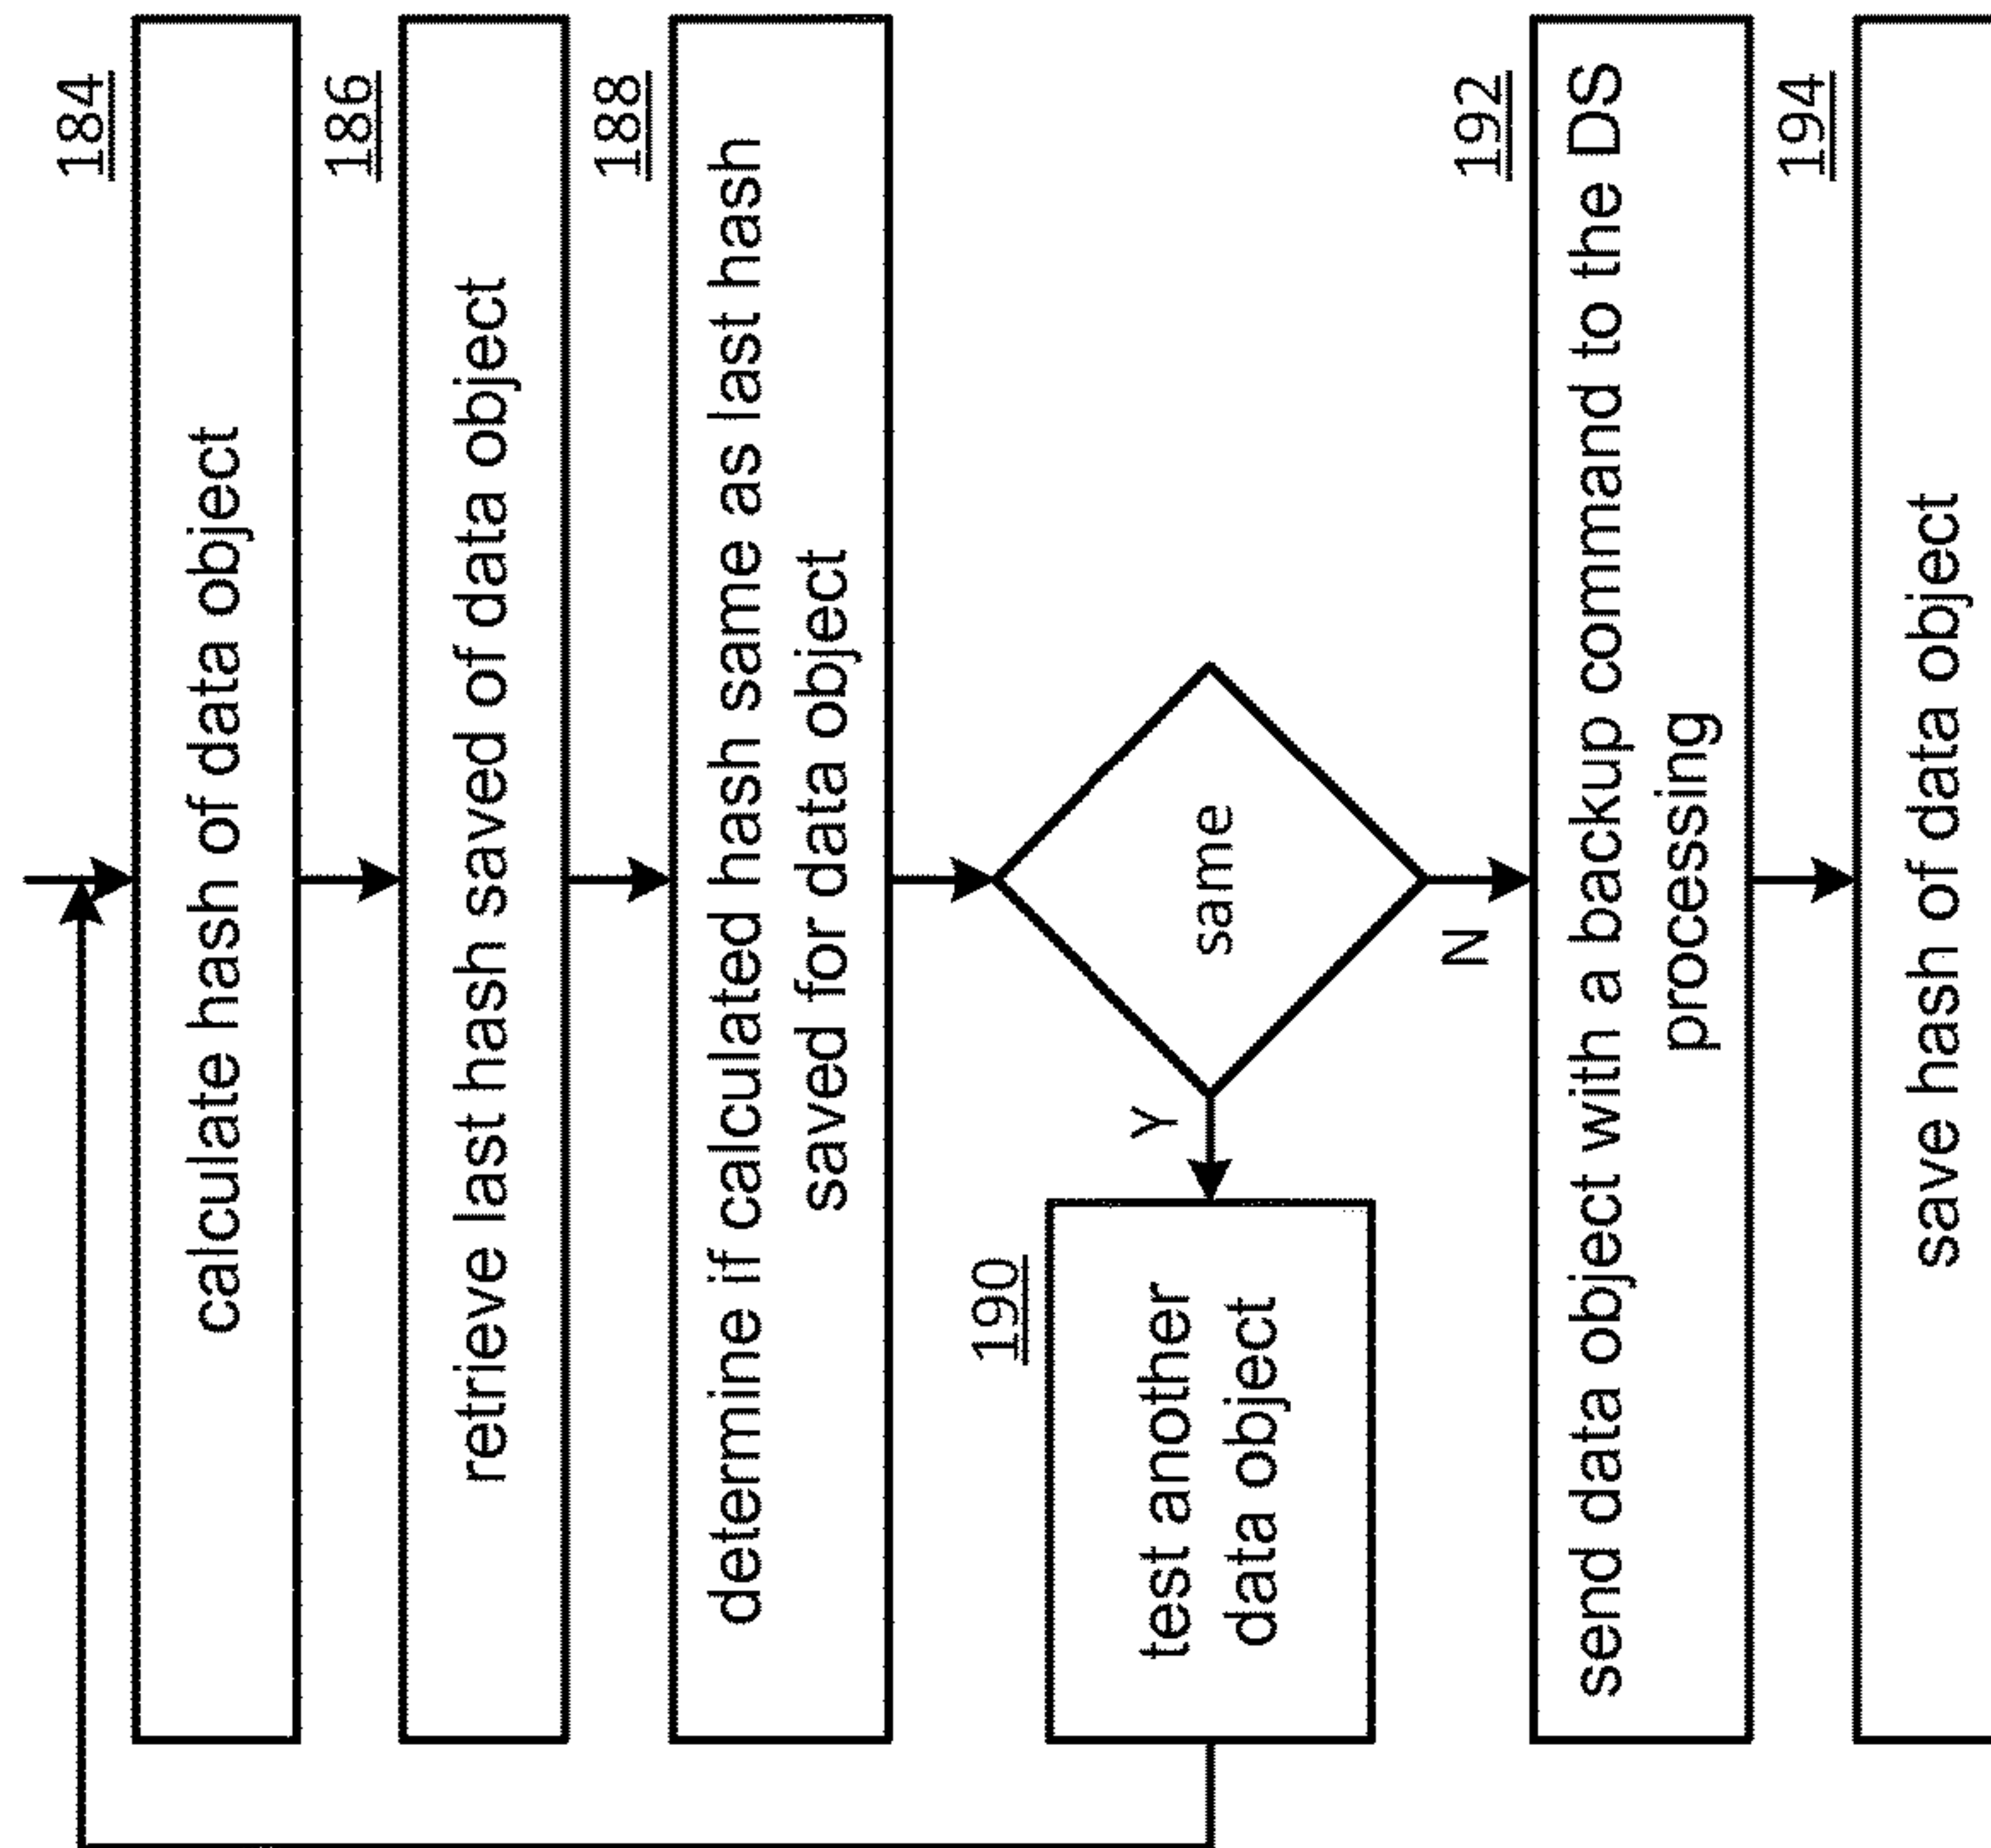 184
calculate hash of data object
186
retrieve last hash saved of data object
188
determine if calculated hash same as last hash
saved for data object
same
Y
N
190
test another
data object
192
send data object with a backup command to the DS
processing
194
save hash of data object